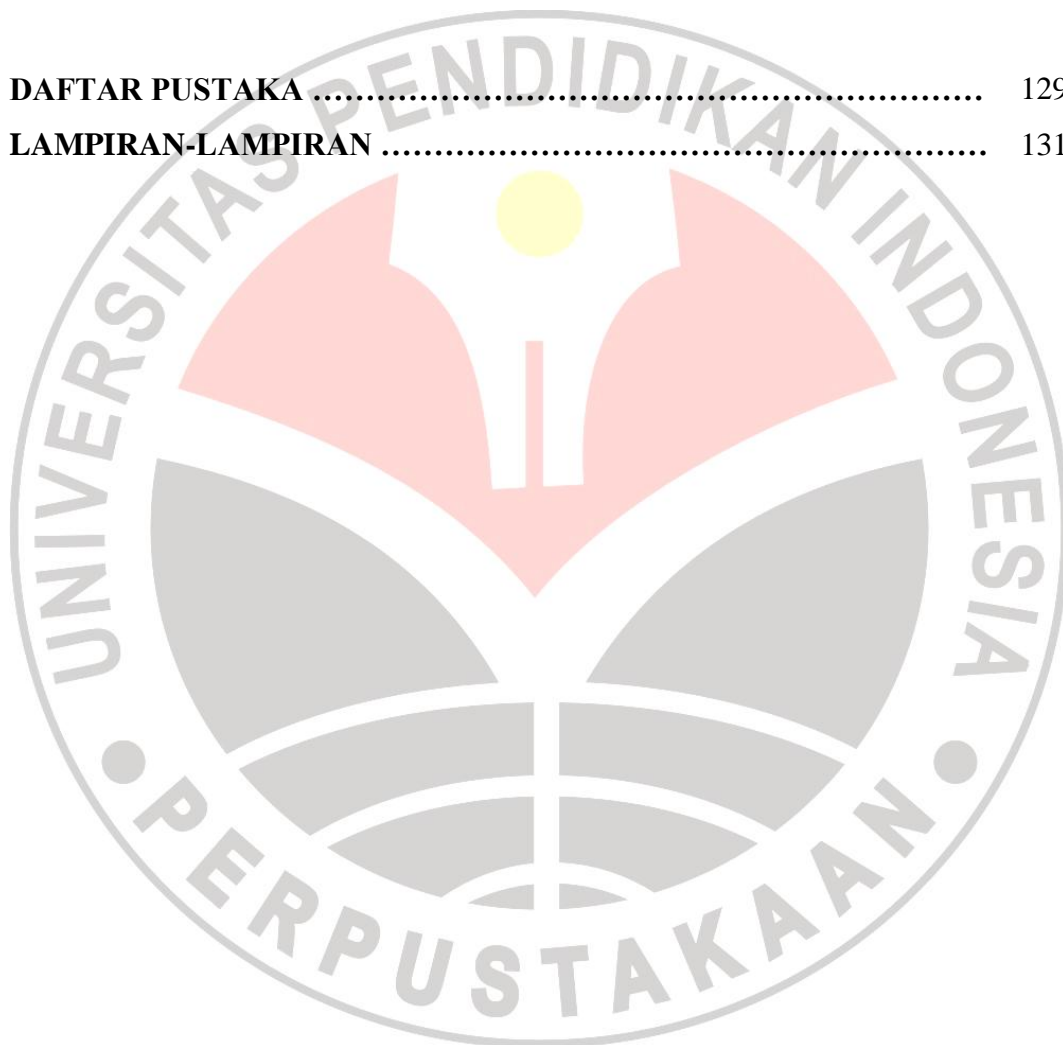 DAFTAR PUSTAKA ……………………………………………………… 129
LAMPIRAN-LAMPIRAN ………………………………………………… 131
UNIVERSITAS PENDIDIKAN INDONESIA
PERPUSTAKAAN